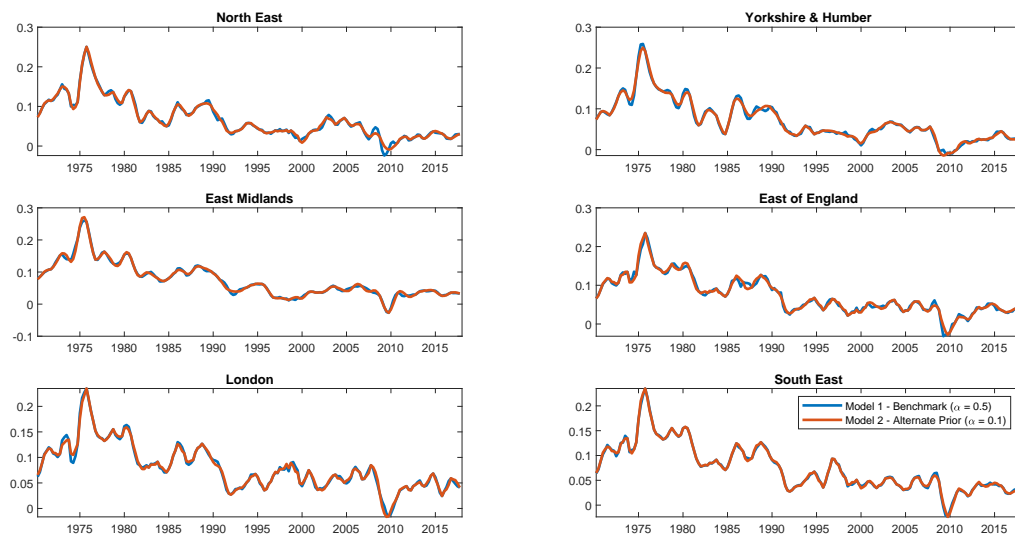 North East
0.3
0.2
0.1
0
1975 1980 1985 1990 1995 2000 2005 2010 2015
Yorkshire & Humber
0.3
0.2
0.1
0
1975 1980 1985 1990 1995 2000 2005 2010 2015
East Midlands
0.3
0.2
0.1
0
-0.1
1975 1980 1985 1990 1995 2000 2005 2010 2015
East of England
0.3
0.2
0.1
0
1975 1980 1985 1990 1995 2000 2005 2010 2015
London
0.2
0.15
0.1
0.05
0
1975 1980 1985 1990 1995 2000 2005 2010 2015
South East
0.2
0.15
0.1
0.05
0
Model 1 - Benchmark (α = 0.5)
Model 2 - Alternate Prior (α = 0.1)
1975 1980 1985 1990 1995 2000 2005 2010 2015